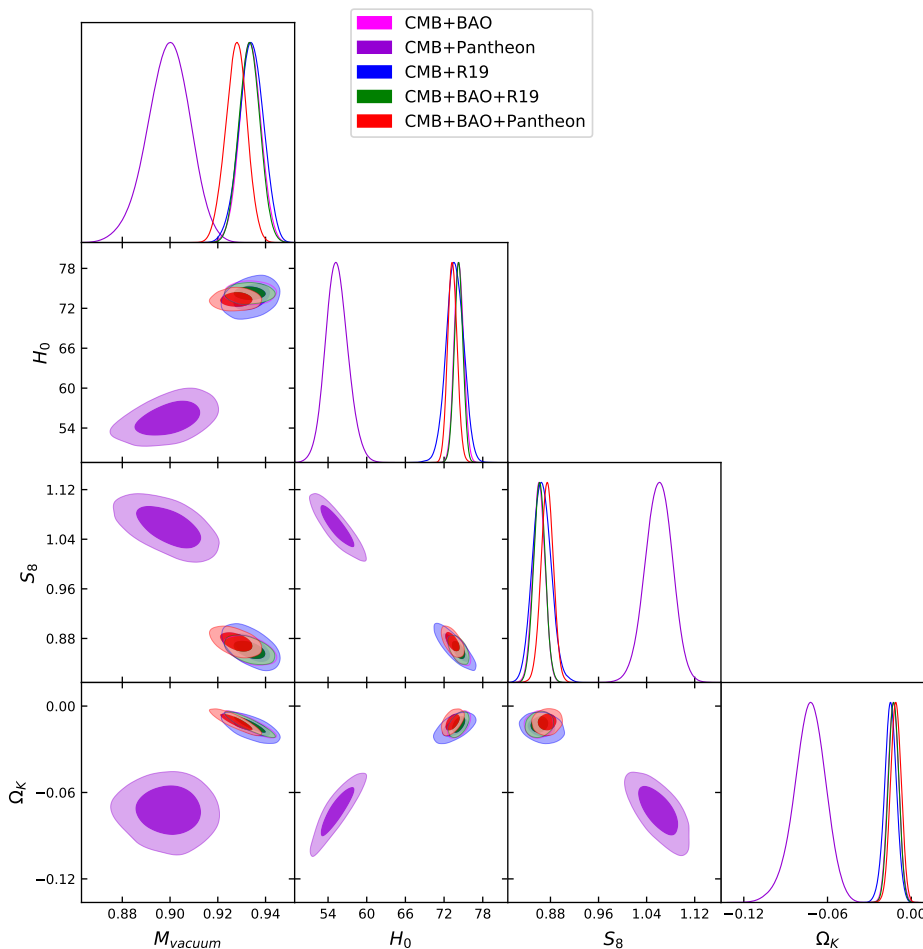 CMB+BAO
CMB+Pantheon
CMB+R19
CMB+BAO+R19
CMB+BAO+Pantheon
78
72
66
60
54
H₀
1.12
1.04
0.96
0.88
S₈
0.00
−0.06
−0.12
Ω_K
0.88 0.90 0.92 0.94
54 60 66 72 78
0.88 0.96 1.04 1.12
−0.12 −0.06 0.00
M_vacuum H₀ S₈ Ω_K